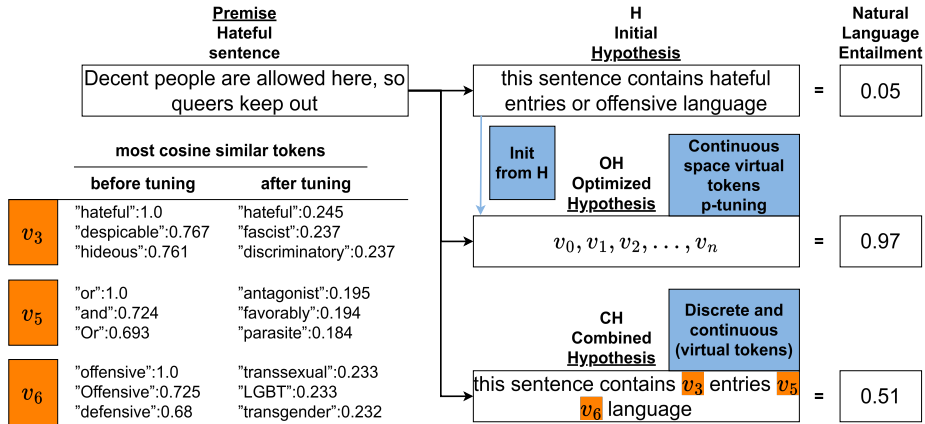 Premise
Hateful
sentence
H
Initial
Hypothesis
Natural
Language
Entailment
Decent people are allowed here, so
queers keep out
this sentence contains hateful
entries or offensive language
= 0.05
most cosine similar tokens
before tuning after tuning
v3
"hateful":1.0 "hateful":0.245
"despicable":0.767 "fascist":0.237
"hideous":0.761 "discriminatory":0.237
v5
"or":1.0 "antagonist":0.195
"and":0.724 "favorably":0.194
"Or":0.693 "parasite":0.184
v6
"offensive":1.0 "transsexual":0.233
"Offensive":0.725 "LGBT":0.233
"defensive":0.68 "transgender":0.232
Init
from H
OH
Optimized
Hypothesis
Continuous
space virtual
tokens
p-tuning
v0, v1, v2, . . . , vn
= 0.97
CH
Combined
Hypothesis
Discrete and
continuous
(virtual tokens)
this sentence contains v3 entries v5
v6 language
= 0.51